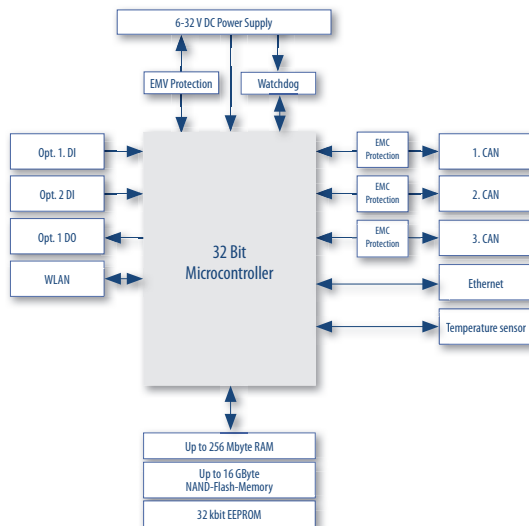 6-32 V DC Power Supply
EMV Protection
Watchdog
Opt. 1. DI
Opt. 2 DI
Opt. 1 DO
WLAN
32 Bit
Microcontroller
EMC
Protection
1. CAN
EMC
Protection
2. CAN
EMC
Protection
3. CAN
Ethernet
Temperature sensor
Up to 256 Mbyte RAM
Up to 16 GByte
NAND-Flash-Memory
32 kbit EEPROM